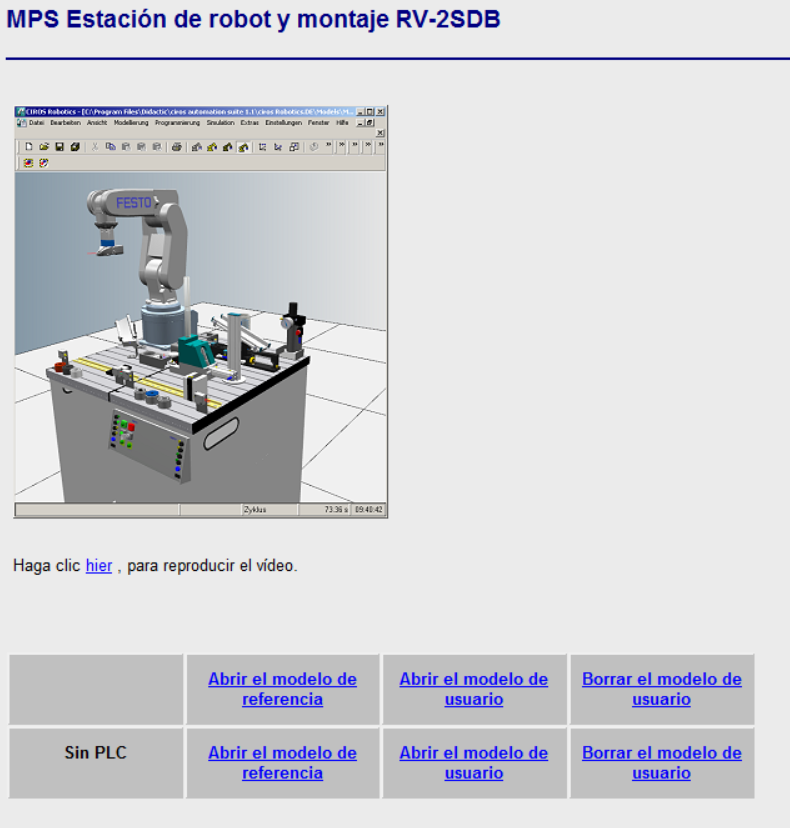 MPS Estación de robot y montaje RV-2SDB
CIROS Robotics - [C:\Program Files\Didactic\ciros automation suite 1.1\ciros Robotics.DE\Models\M...
Datei Bearbeiten Ansicht Modellierung Programmierung Simulation Extras Einstellungen Fenster Hilfe
FESTO
Zyklus 73.36 s 09:40:42
Haga clic hier , para reproducir el vídeo.
Abrir el modelo de referencia
Abrir el modelo de usuario
Borrar el modelo de usuario
Sin PLC
Abrir el modelo de referencia
Abrir el modelo de usuario
Borrar el modelo de usuario